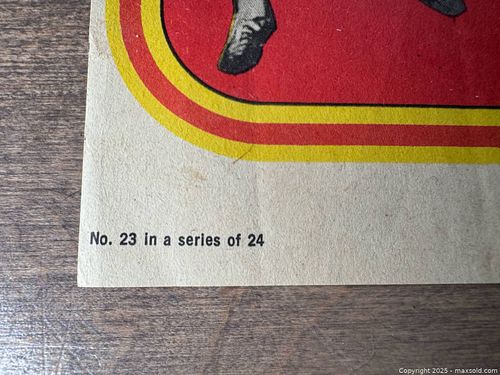 No. 23 in a series of 24
Copyright 2025 - maxsold.com